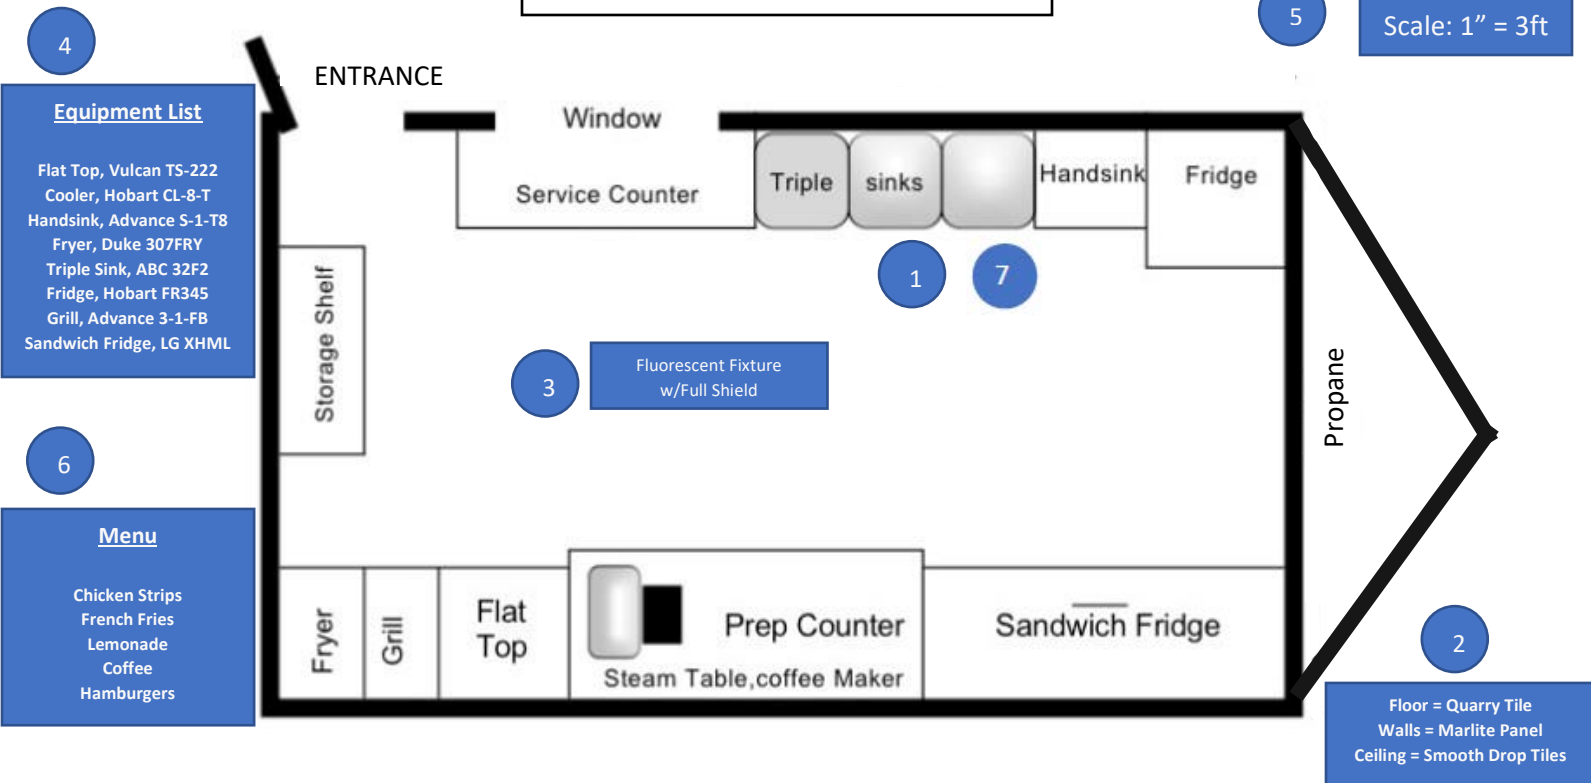 4
5
Scale: 1” = 3ft
ENTRANCE
Equipment List
Flat Top, Vulcan TS-222
Cooler, Hobart CL-8-T
Handsink, Advance S-1-T8
Fryer, Duke 307FRY
Triple Sink, ABC 32F2
Fridge, Hobart FR345
Grill, Advance 3-1-FB
Sandwich Fridge, LG XHML
Window
Service Counter
Triple
sinks
Handsink
Fridge
1
7
Storage Shelf
3
Fluorescent Fixture
w/Full Shield
Propane
6
Menu
Chicken Strips
French Fries
Lemonade
Coffee
Hamburgers
Fryer
Grill
Flat
Top
Prep Counter
Steam Table,coffee Maker
Sandwich Fridge
2
Floor = Quarry Tile
Walls = Marlite Panel
Ceiling = Smooth Drop Tiles